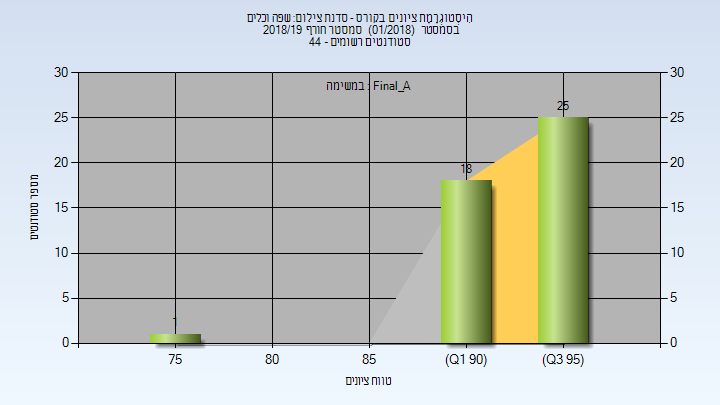 היסטוגרמת ציונים בקורס - סדנת צילום: שפה וכלים
בסמסטר (01/2018) סמסטר חורף 2018/19
סטודנטים רשומים - 44
במשימה : Final_A
30 30
25 25
20 20
15 15
10 10
5 5
0 0
מספר סטודנטים
1
18
25
75 80 85 (Q1 90) (Q3 95)
טווח ציונים